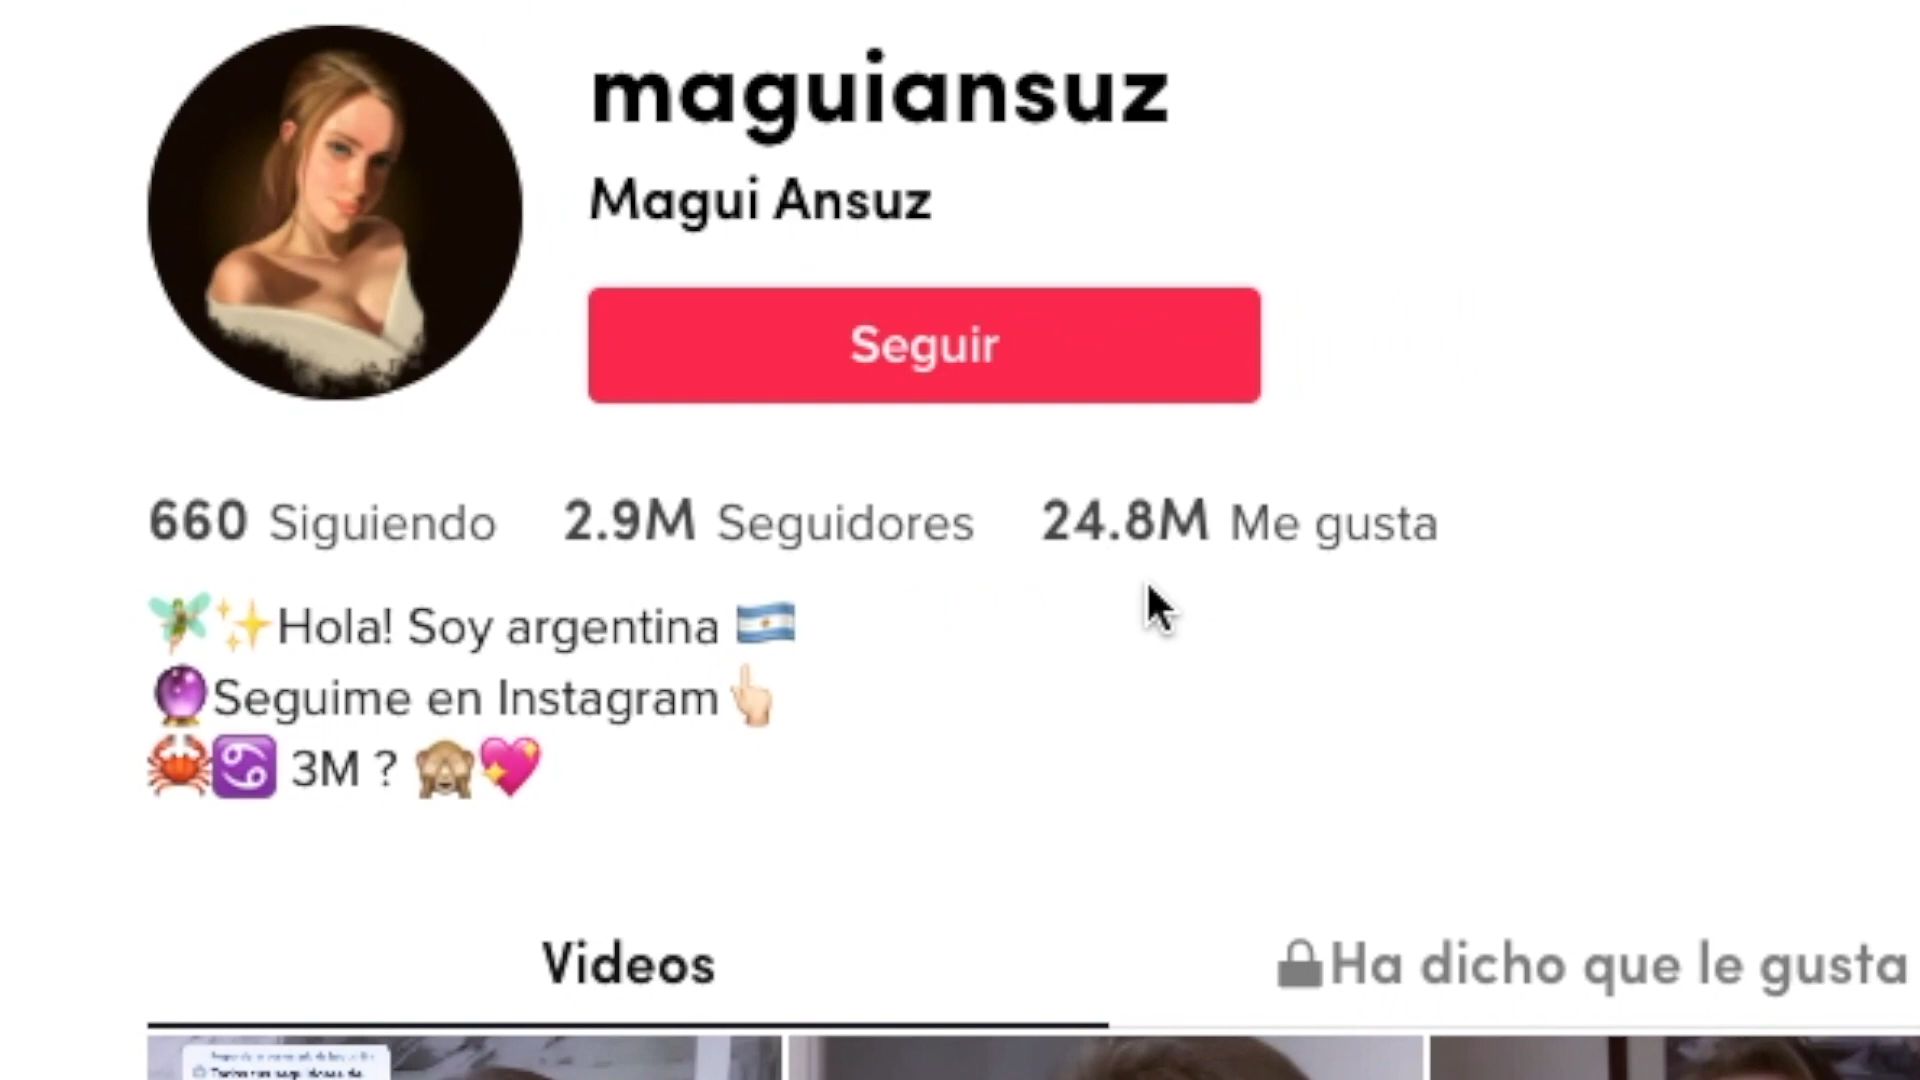 maguiansuz
Magui Ansuz
Seguir
660 Siguiendo 2.9M Seguidores 24.8M Me gusta
🧚✨Hola! Soy argentina 🇦🇷
🔮Seguime en Instagram👆🏻
🦀♋ 3M ? 🙈💖
Videos
Ha dicho que le gusta